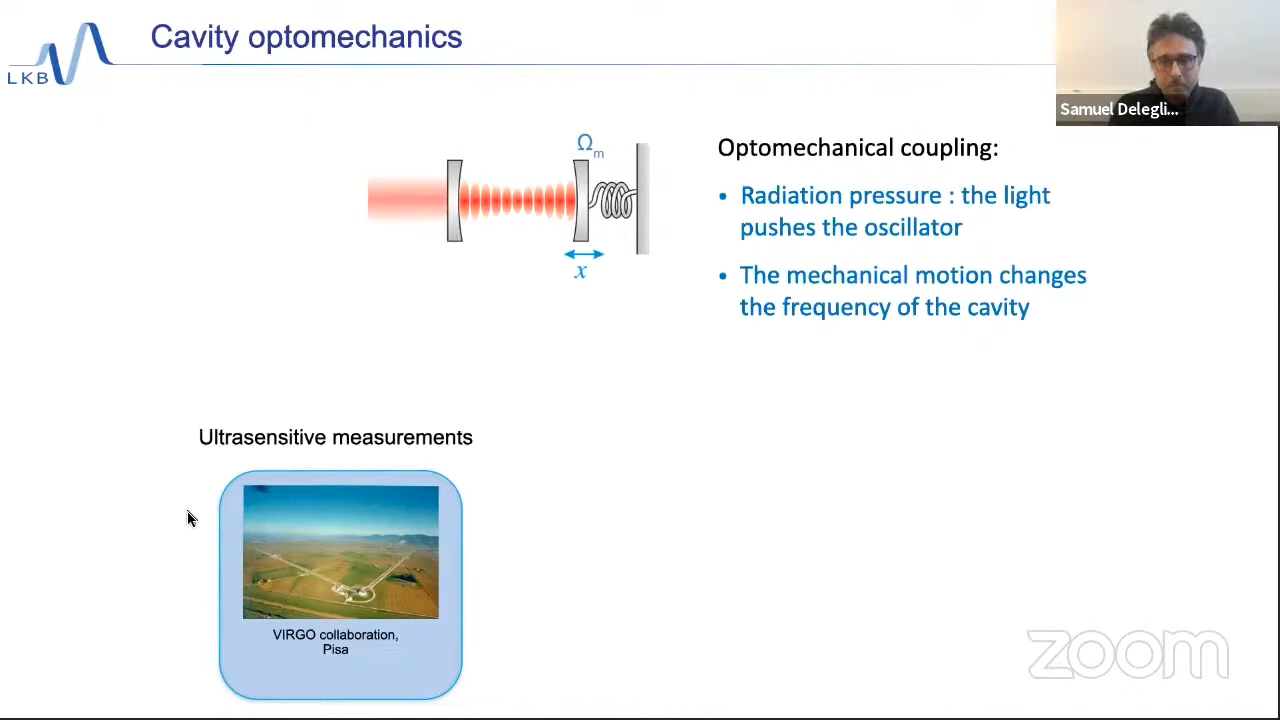 Cavity optomechanics
LKB
Samuel Delegli...
Ωm
x
Optomechanical coupling:
• Radiation pressure : the light
pushes the oscillator
• The mechanical motion changes
the frequency of the cavity
Ultrasensitive measurements
VIRGO collaboration,
Pisa
zoom